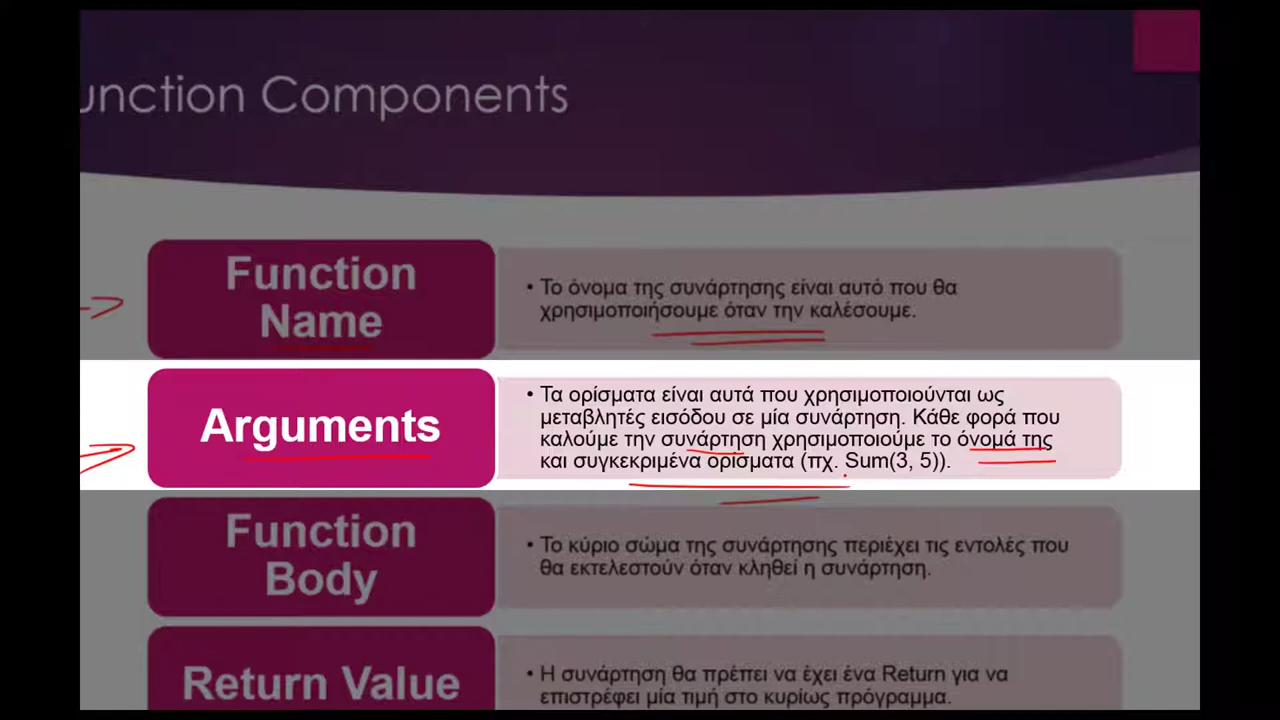 unction Components
Function
Name
• Το όνομα της συνάρτησης είναι αυτό που θα
χρησιμοποιήσουμε όταν την καλέσουμε.
Arguments
• Τα ορίσματα είναι αυτά που χρησιμοποιούνται ως
μεταβλητές εισόδου σε μία συνάρτηση. Κάθε φορά που
καλούμε την συνάρτηση χρησιμοποιούμε το όνομά της
και συγκεκριμένα ορίσματα (πχ. Sum(3, 5)).
Function
Body
• Το κύριο σώμα της συνάρτησης περιέχει τις εντολές που
θα εκτελεστούν όταν κληθεί η συνάρτηση.
Return Value
• Η συνάρτηση θα πρέπει να έχει ένα Return για να
επιστρέφει μία τιμή στο κυρίως πρόγραμμα.